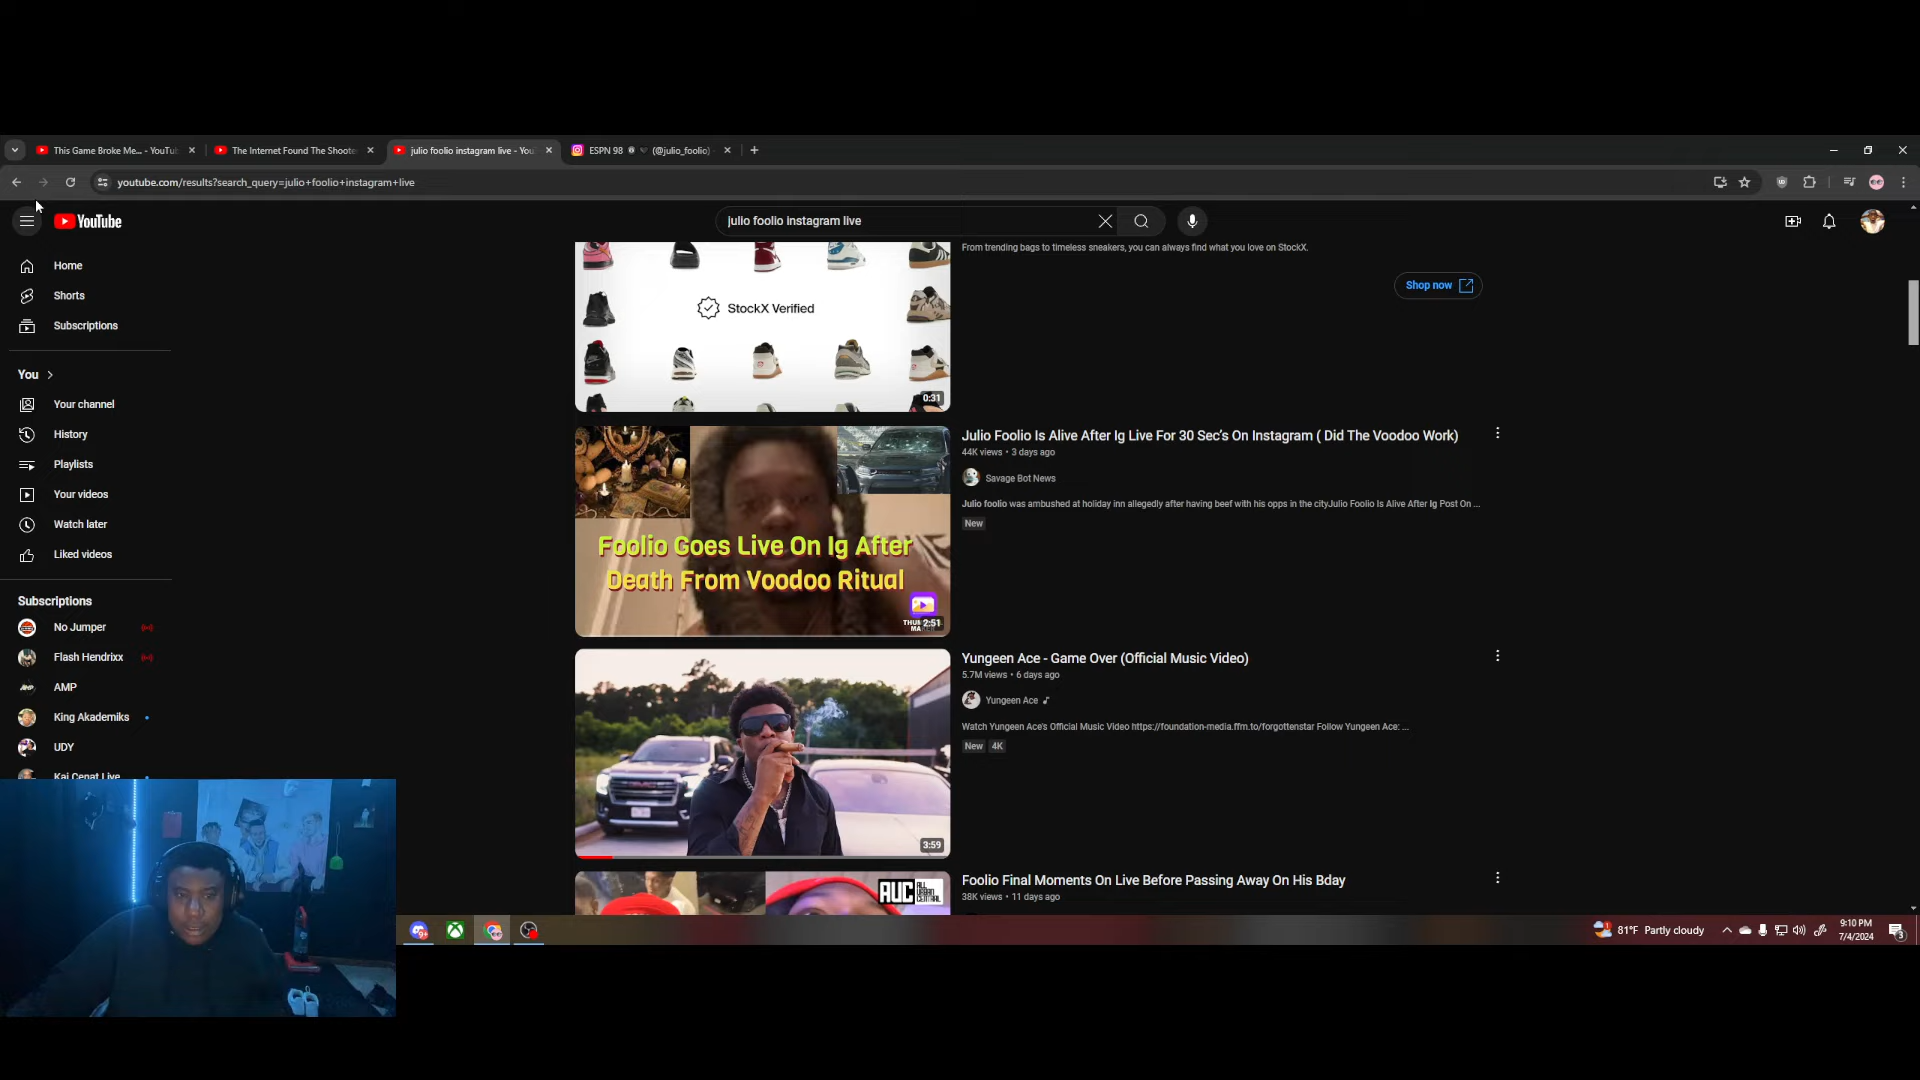 This Game Broke Me... - YouTub
The Internet Found The Shoote
julio foolio instagram live - You
ESPN 98 (@julio_foolio)
youtube.com/results?search_query=julio+foolio+instagram+live
YouTube
julio foolio instagram live
Home
Shorts
Subscriptions
You
Your channel
History
Playlists
Your videos
Watch later
Liked videos
Subscriptions
No Jumper
Flash Hendrixx
AMP
King Akademiks
UDY
Kai Cenat Live
StockX Verified
0:31
From trending bags to timeless sneakers, you can always find what you love on StockX.
Shop now
Foolio Goes Live On Ig After
Death From Voodoo Ritual
2:51
Julio Foolio Is Alive After Ig Live For 30 Sec's On Instagram ( Did The Voodoo Work)
44K views • 3 days ago
Savage Bot News
Julio foolio was ambushed at holiday inn allegedly after having beef with his opps in the cityJulio Foolio Is Alive After Ig Post On ...
New
3:59
Yungeen Ace - Game Over (Official Music Video)
5.7M views • 6 days ago
Yungeen Ace
Watch Yungeen Ace's Official Music Video https://foundation-media.ffm.to/forgottenstar Follow Yungeen Ace: ...
New 4K
AUC ALL URBAN CENTRAL
Foolio Final Moments On Live Before Passing Away On His Bday
38K views • 11 days ago
81°F Partly cloudy
9:10 PM
7/4/2024
3